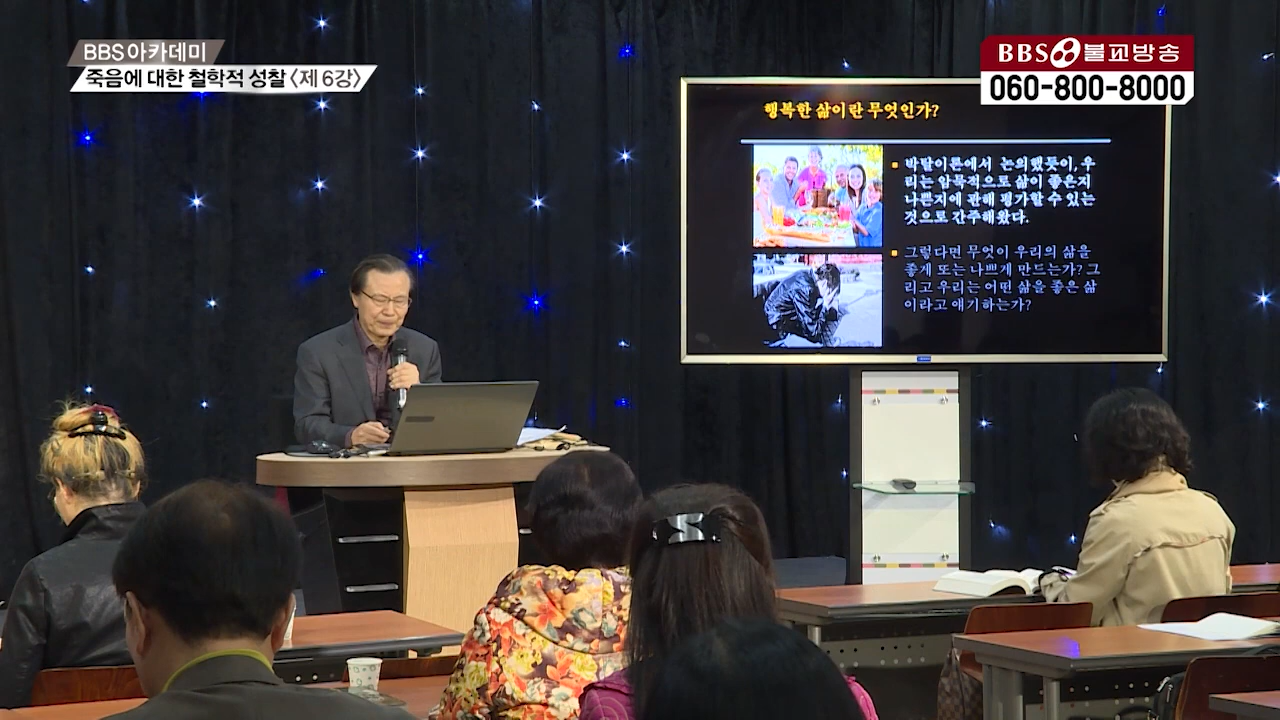 BBS 아카데미
죽음에 대한 철학적 성찰 <제 6강>
BBS 불교방송
060-800-8000
행복한 삶이란 무엇인가?
박탈이론에서 논의했듯이, 우
리는 암묵적으로 삶이 좋은지
나쁜지에 관해 평가할 수 있는
것으로 간주해왔다.
그렇다면 무엇이 우리의 삶을
좋게 또는 나쁘게 만드는가? 그
리고 우리는 어떤 삶을 좋은 삶
이라고 얘기하는가?